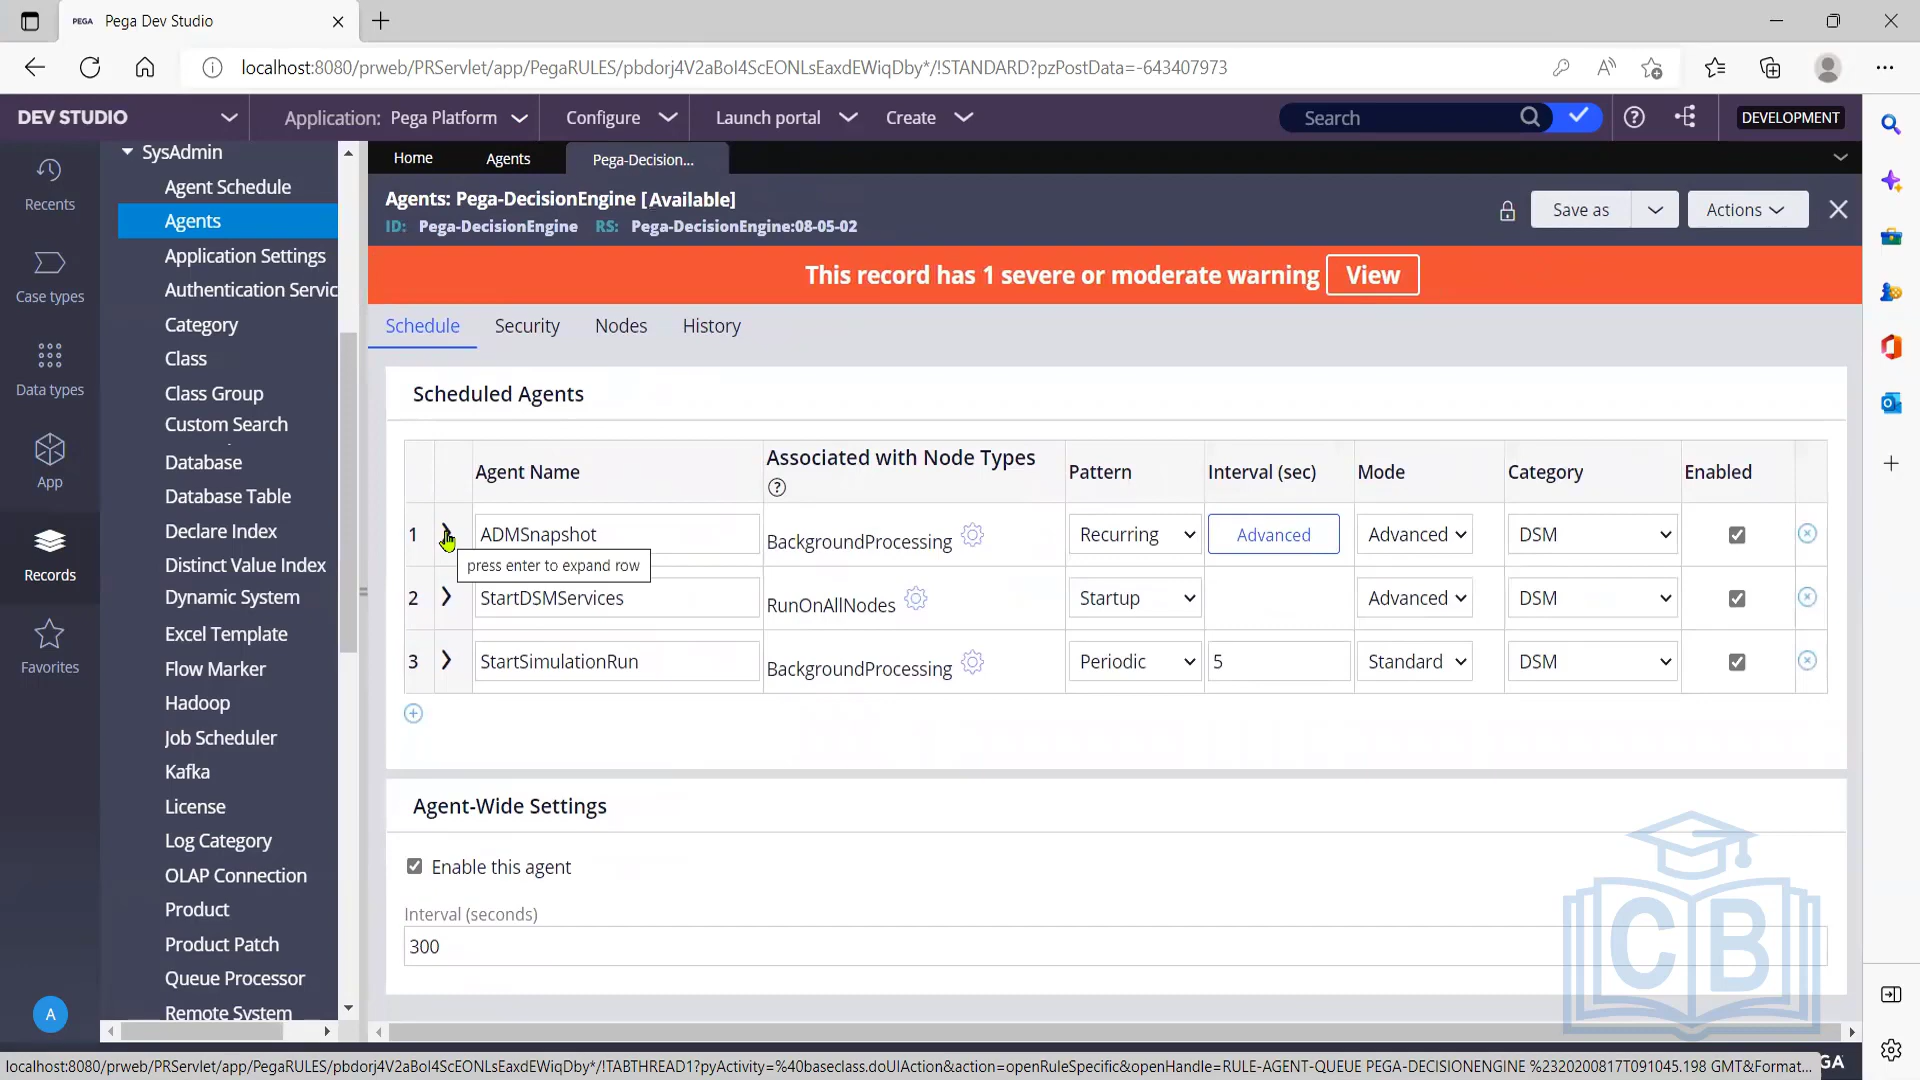 PEGA Pega Dev Studio
localhost:8080/prweb/PRServlet/app/PegaRULES/pbdorj4V2aBoI4ScEONLsEaxdEWiqDby*/!STANDARD?pzPostData=-643407973
DEV STUDIO Application: Pega Platform Configure Launch portal Create Search DEVELOPMENT
Recents
Case types
Data types
App
Records
Favorites
A
SysAdmin
Agent Schedule
Agents
Application Settings
Authentication Servic
Category
Class
Class Group
Custom Search
Database
Database Table
Declare Index
Distinct Value Index
Dynamic System
Excel Template
Flow Marker
Hadoop
Job Scheduler
Kafka
License
Log Category
OLAP Connection
Product
Product Patch
Queue Processor
Remote System
Home Agents Pega-Decision...
Agents: Pega-DecisionEngine [Available]
ID: Pega-DecisionEngine RS: Pega-DecisionEngine:08-05-02
Save as Actions
This record has 1 severe or moderate warning View
Schedule Security Nodes History
Scheduled Agents
Agent Name Associated with Node Types Pattern Interval (sec) Mode Category Enabled
1 ADMSnapshot BackgroundProcessing Recurring Advanced Advanced DSM
press enter to expand row
2 StartDSMServices RunOnAllNodes Startup Advanced DSM
3 StartSimulationRun BackgroundProcessing Periodic 5 Standard DSM
Agent-Wide Settings
Enable this agent
Interval (seconds)
300
CB
localhost:8080/prweb/PRServlet/app/PegaRULES/pbdorj4V2aBoI4ScEONLsEaxdEWiqDby*/!TABTHREAD1?pyActivity=%40baseclass.doUIAction&action=openRuleSpecific&openHandle=RULE-AGENT-QUEUE PEGA-DECISIONENGINE %2320200817T091045.198 GMT&Format... GA